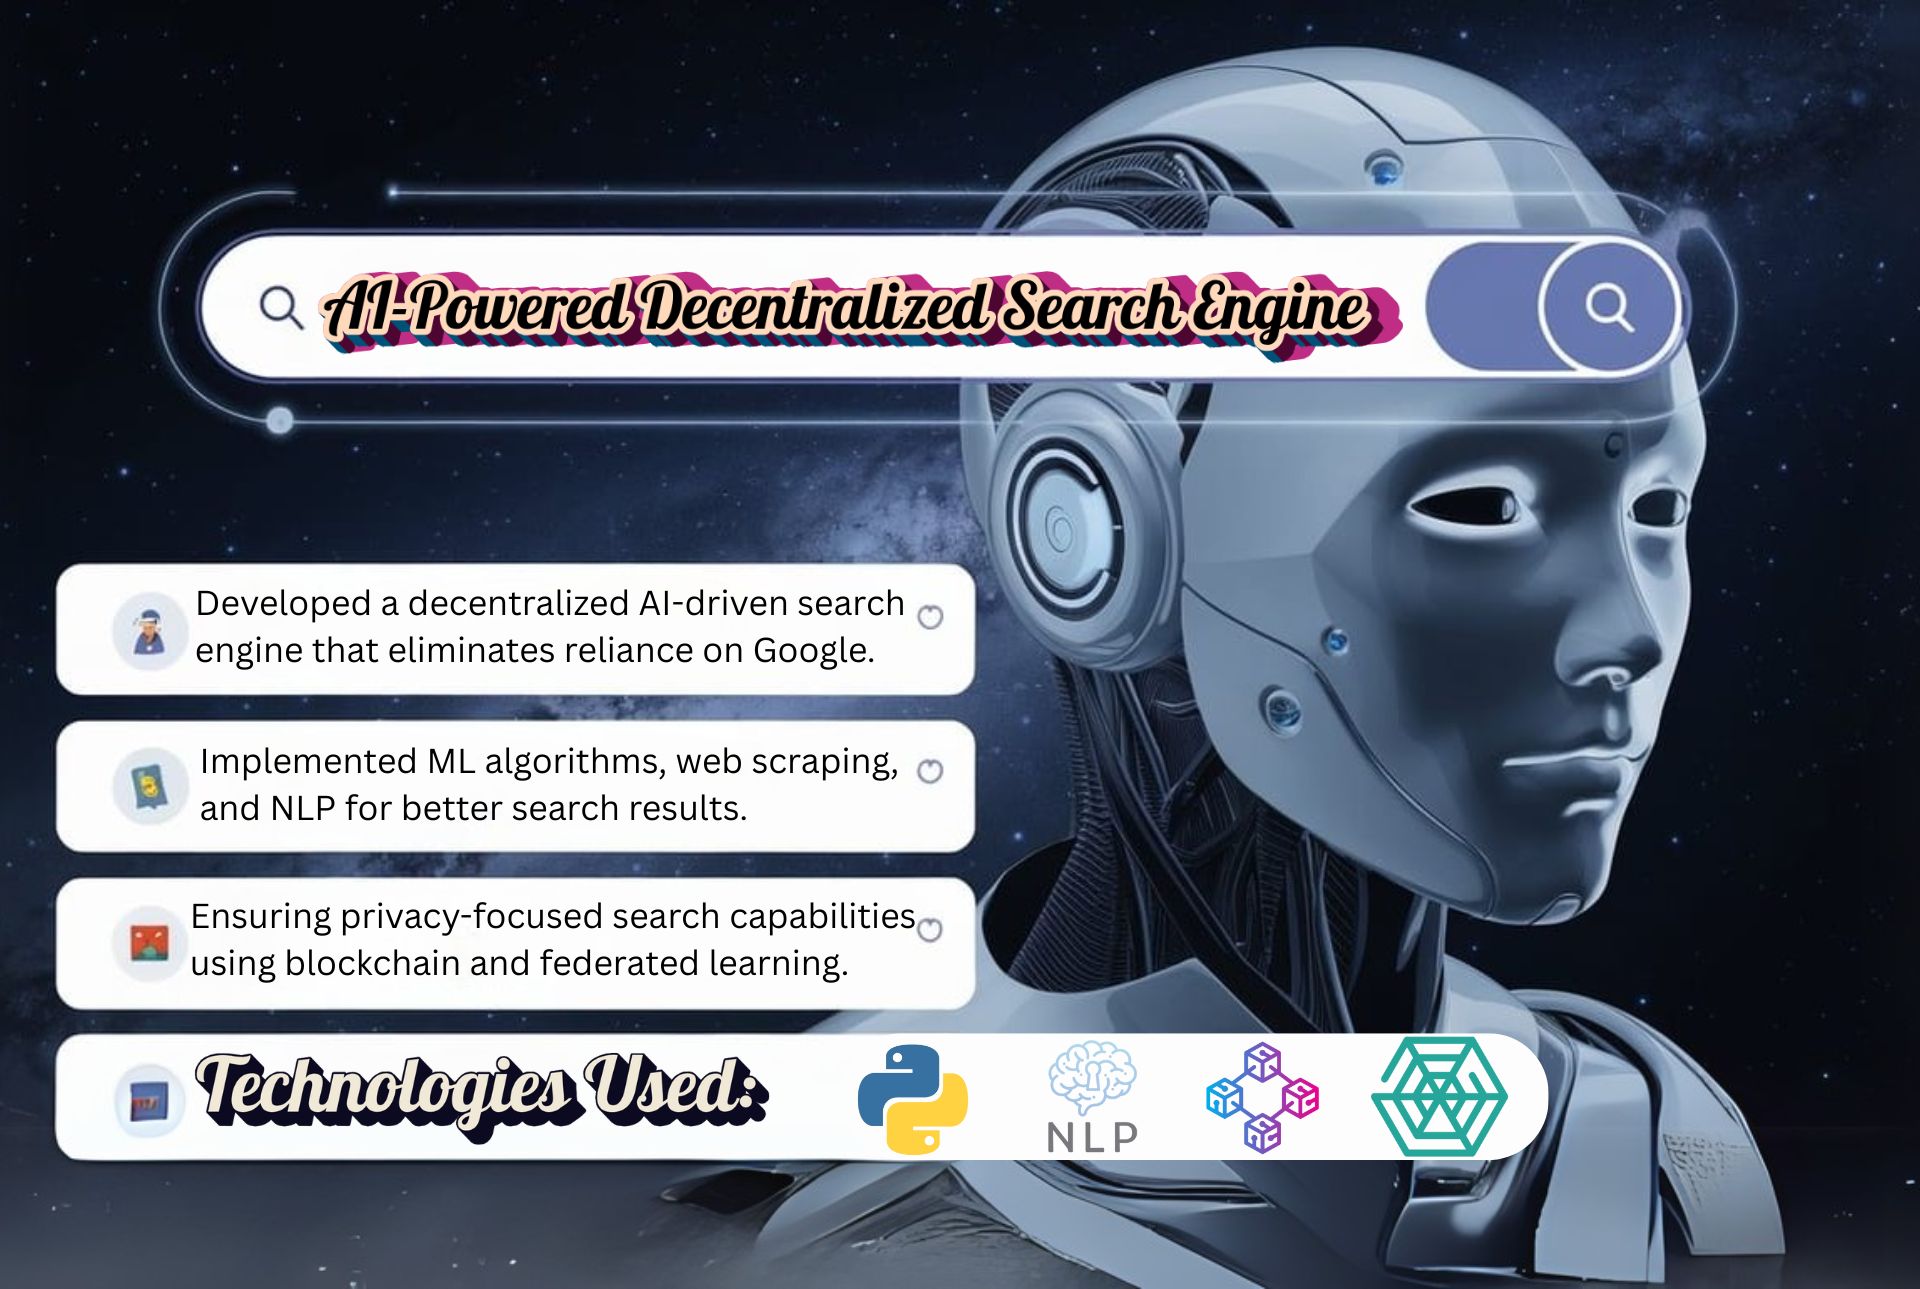 AI-Powered Decentralized Search Engine
Developed a decentralized AI-driven search
engine that eliminates reliance on Google.
Implemented ML algorithms, web scraping,
and NLP for better search results.
Ensuring privacy-focused search capabilities
using blockchain and federated learning.
Technologies Used:
NLP